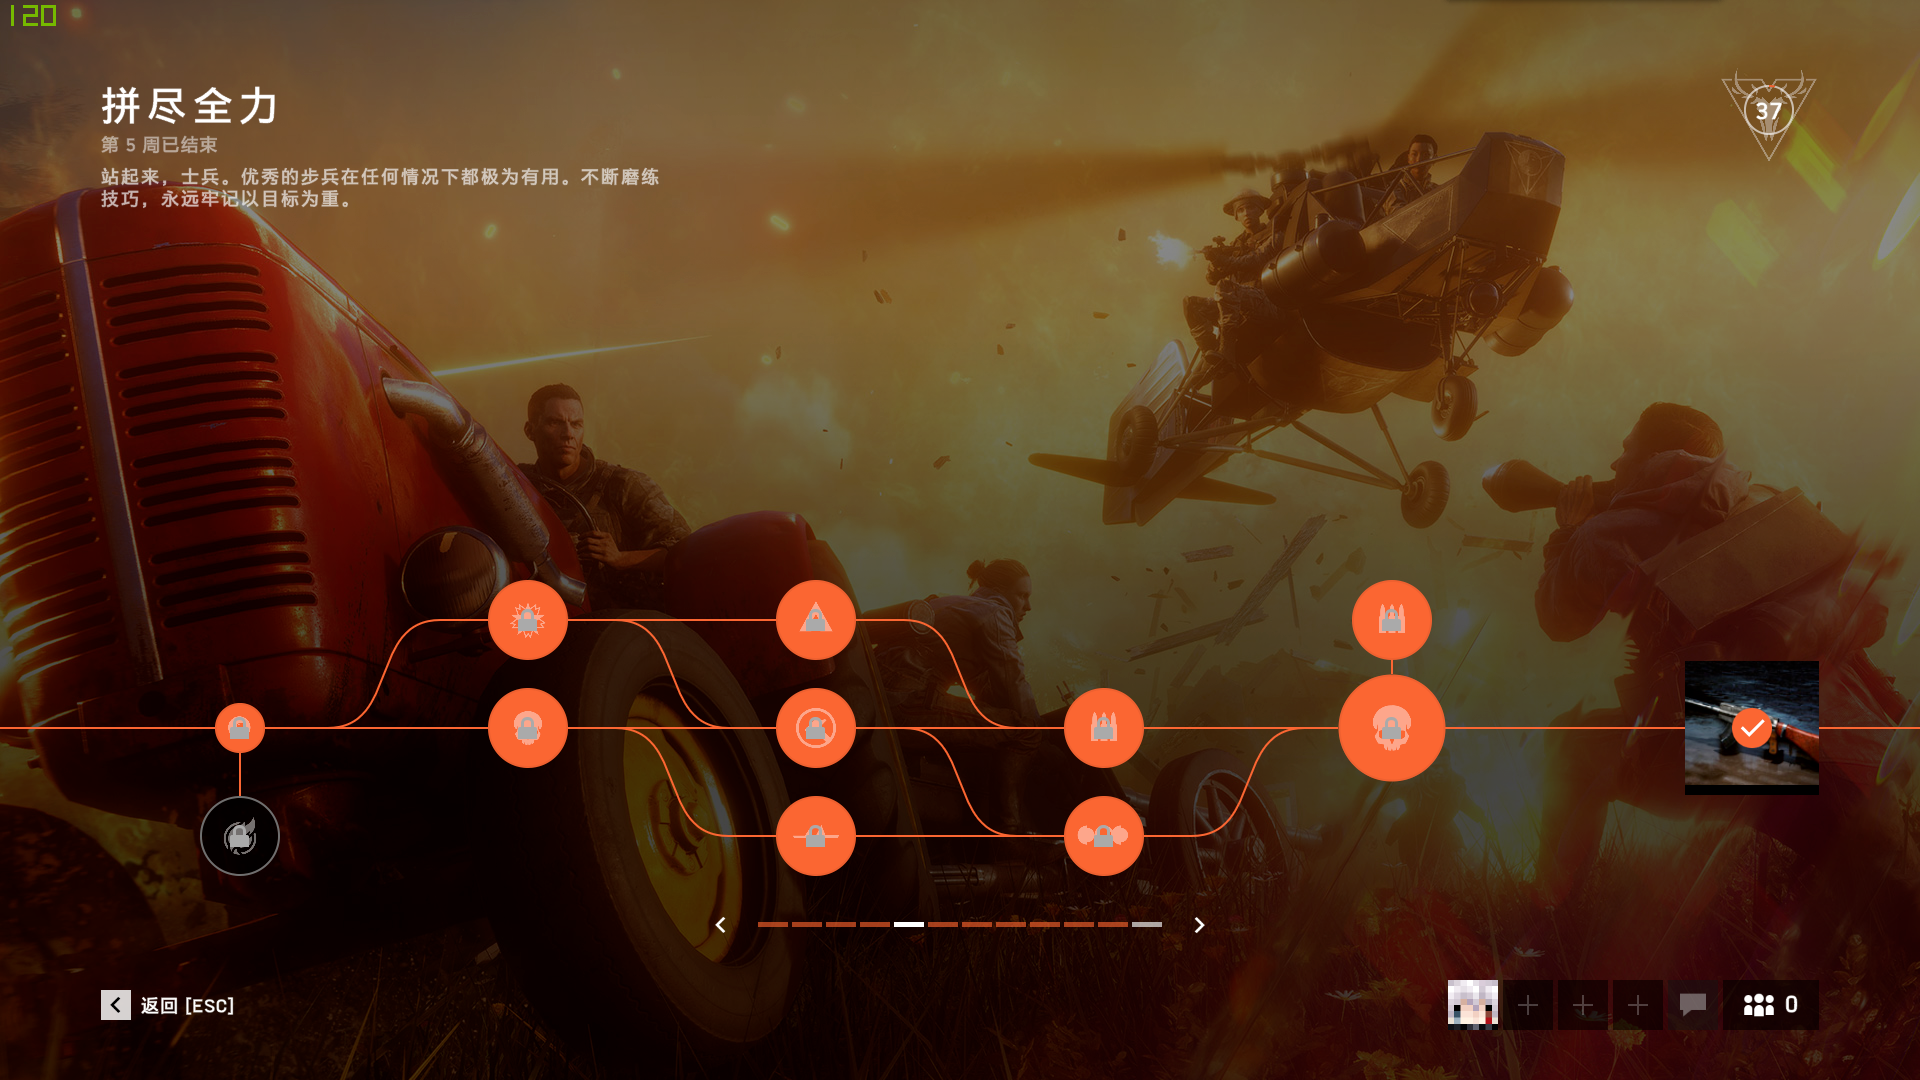 120
拼尽全力
第 5 周已结束
37
站起来，士兵。优秀的步兵在任何情况下都极为有用。不断磨练
技巧，永远牢记以目标为重。
返回 [ESC]
0